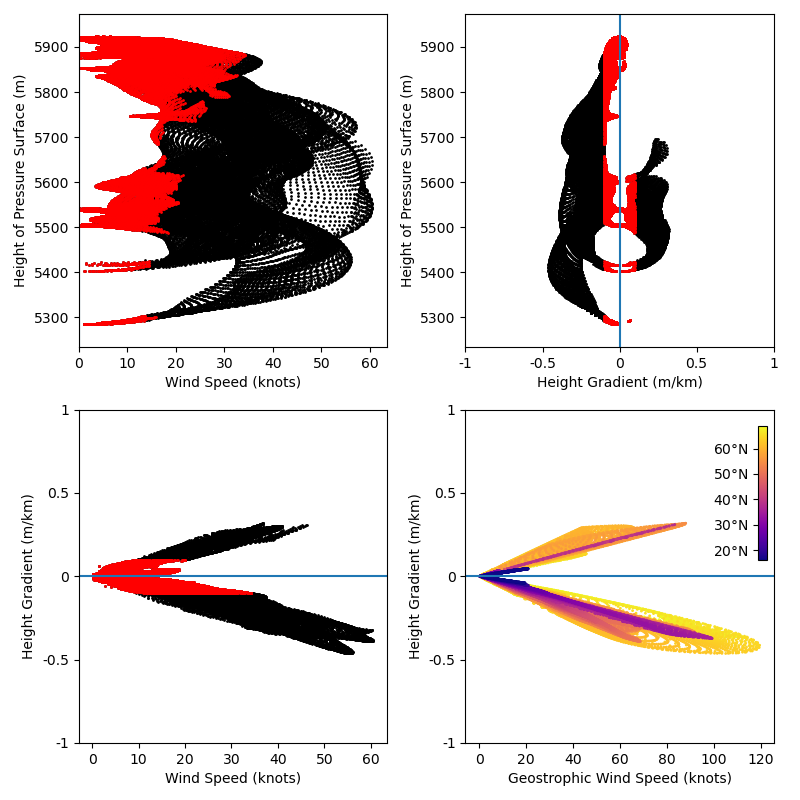 Height of Pressure Surface (m)
5900
5800
5700
5600
5500
5400
5300
0 10 20 30 40 50 60
Wind Speed (knots)
Height of Pressure Surface (m)
5900
5800
5700
5600
5500
5400
5300
-1 -0.5 0 0.5 1
Height Gradient (m/km)
Height Gradient (m/km)
1
0.5
0
-0.5
-1
0 10 20 30 40 50 60
Wind Speed (knots)
Height Gradient (m/km)
1
0.5
0
-0.5
-1
60°N
50°N
40°N
30°N
20°N
0 20 40 60 80 100 120
Geostrophic Wind Speed (knots)